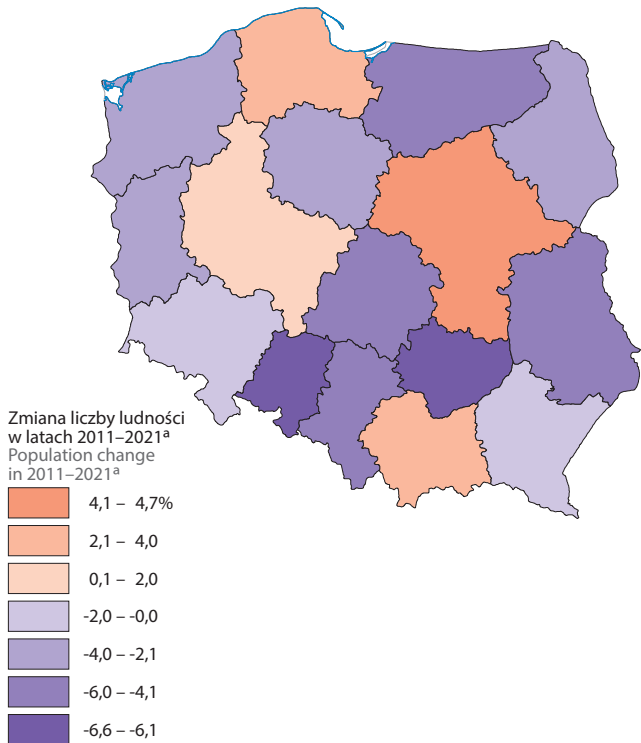 Zmiana liczby ludności
w latach 2011–2021ª
Population change
in 2011–2021ª
4,1 – 4,7%
2,1 – 4,0
0,1 – 2,0
-2,0 – -0,0
-4,0 – -2,1
-6,0 – -4,1
-6,6 – -6,1